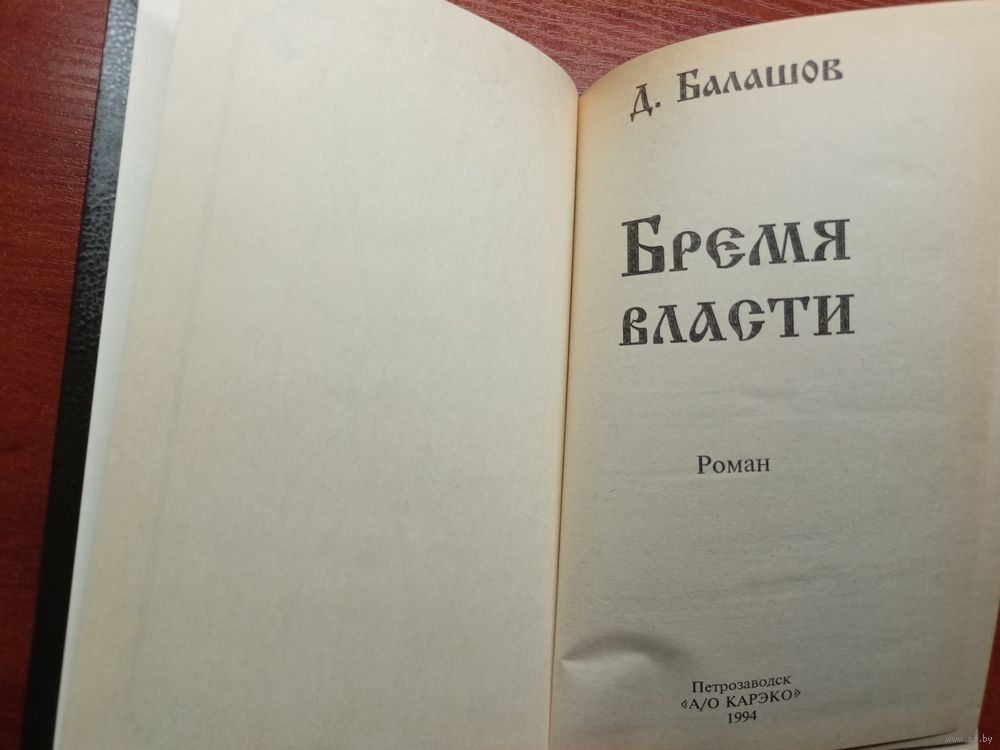 Д. Балашов
Бремя
власти
Роман
Петрозаводск
«А/О КАРЭКО»
1994